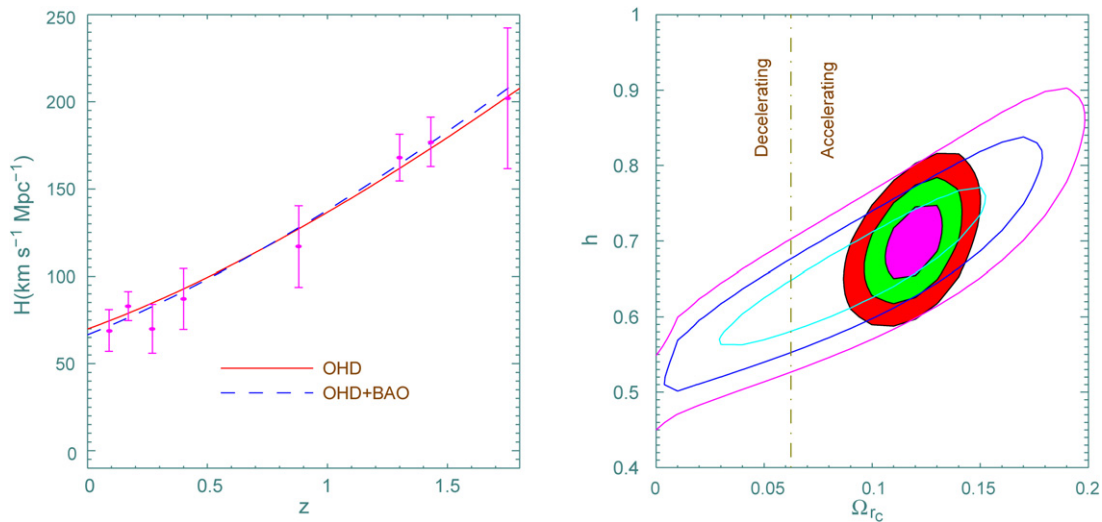 250
200
150
100
50
0
H(km s⁻¹ Mpc⁻¹)
OHD
OHD+BAO
0 0.5 1 1.5
z
1
0.9
0.8
0.7
0.6
0.5
0.4
h
Decelerating
Accelerating
0 0.05 0.1 0.15 0.2
Ω_{r_c}